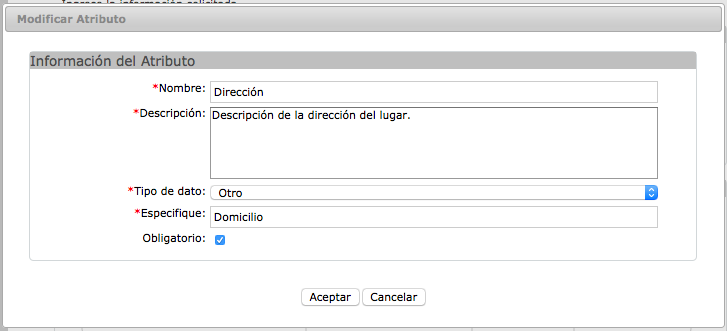 Modificar Atributo
Información del Atributo
*Nombre: Dirección
*Descripción: Descripción de la dirección del lugar.
*Tipo de dato: Otro
*Especifique: Domicilio
Obligatorio:
Aceptar Cancelar